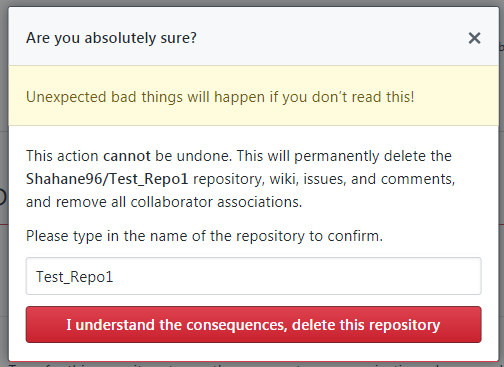 Are you absolutely sure?
Unexpected bad things will happen if you don't read this!
This action cannot be undone. This will permanently delete the
Shahane96/Test_Repo1 repository, wiki, issues, and comments,
and remove all collaborator associations.
Please type in the name of the repository to confirm.
Test_Repo1
I understand the consequences, delete this repository